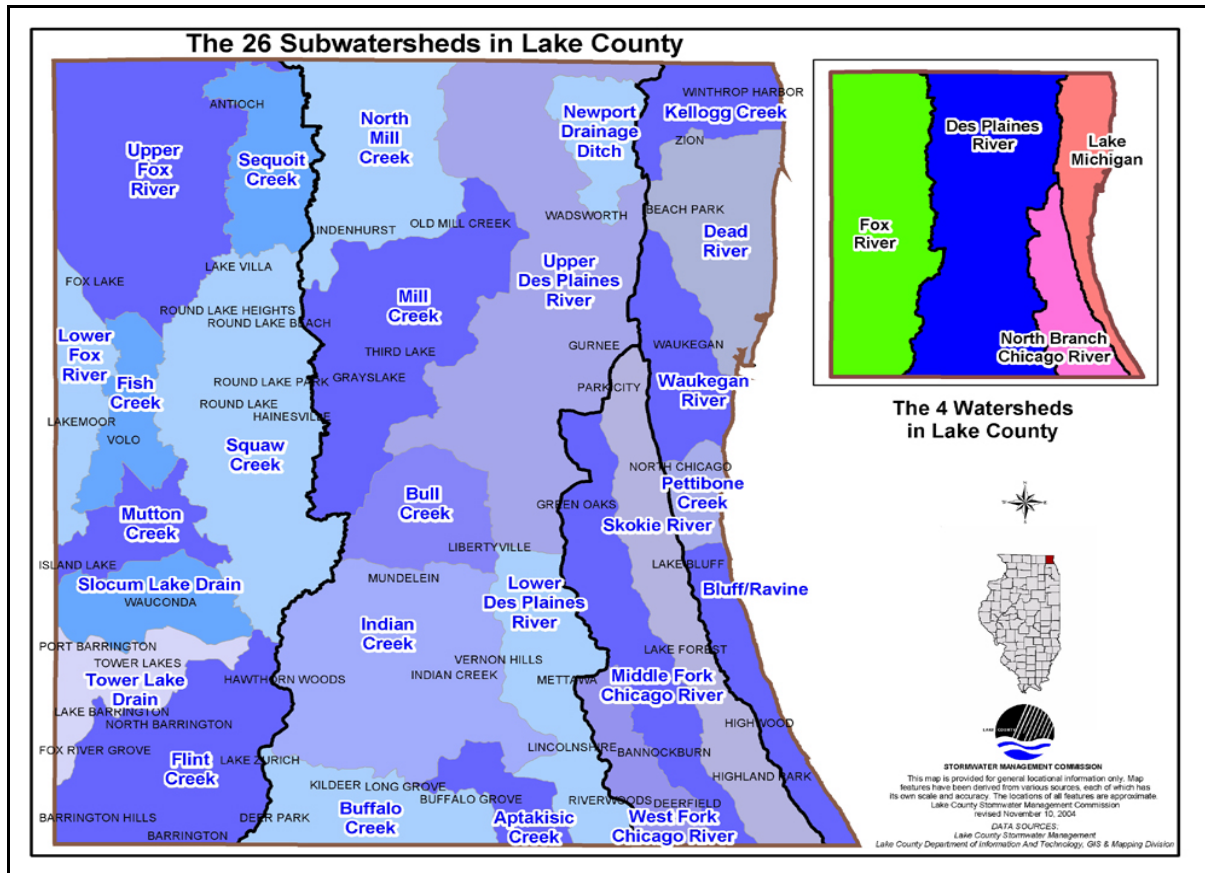 The 26 Subwatersheds in Lake County
WINTHROP HARBOR
ANTIOCH
Kellogg Creek
North
Mill
Creek
Newport
Drainage
Ditch
Upper
Fox
River
Sequoit
Creek
ZION
OLD MILL CREEK
WADSWORTH
BEACH PARK
INDENHURST
Dead
River
LAKE VILLA
FOX LAKE
Upper
Des Plaines
River
Mill
Creek
ROUND LAKE HEIGHTS
ROUND LAKE BEACH
Lower
Fox
River
GURNEE
WAUKEGAN
THIRD LAKE
Fish
Creek
ROUND LAKE PARK
GRAYSLAKE
PARK CITY
Waukegan
River
ROUND LAKE
HAINESVILLE
LAKEMOOR
VOLO
Squaw
Creek
NORTH CHICAGO
Pettibone
Creek
Bull
Creek
GREEN OAKS
Skokie River
Mutton
Creek
LIBERTYVILLE
ISLAND LAKE
LAKE BLUFF
Slocum Lake Drain
MUNDELEIN
Lower
Des Plaines
River
Bluff/Ravine
WAUCONDA
Indian
Creek
PORT BARRINGTON
LAKE FOREST
TOWER LAKES
VERNON HILLS
Tower Lake
Drain
HAWTHORN WOODS
INDIAN CREEK
METTAWA
Middle Fork
Chicago River
LAKE BARRINGTON
NORTH BARRINGTON
HIGHWOOD
FOX RIVER GROVE
LAKE ZURICH
LINCOLNSHIRE
BANNOCKBURN
Flint
Creek
HIGHLAND PARK
KILDEER
LONG GROVE
BUFFALO GROVE
RIVERWOODS
DEERFIELD
BARRINGTON HILLS
DEER PARK
Buffalo
Creek
Aptakisic
Creek
West Fork
Chicago River
BARRINGTON
Des Plaines
River
Lake
Michigan
Fox
River
North Branch
Chicago River
The 4 Watersheds
in Lake County
N
LAKE COUNTY
STORMWATER MANAGEMENT COMMISSION
This map is provided for general locational information only. Map
features have been derived from various sources, each of which has
its own scale and accuracy. The locations of all features are approximate.
Lake County Stormwater Management Commission
revised November 10, 2004
DATA SOURCES:
Lake County Stormwater Management
Lake County Department of Information And Technology, GIS & Mapping Division